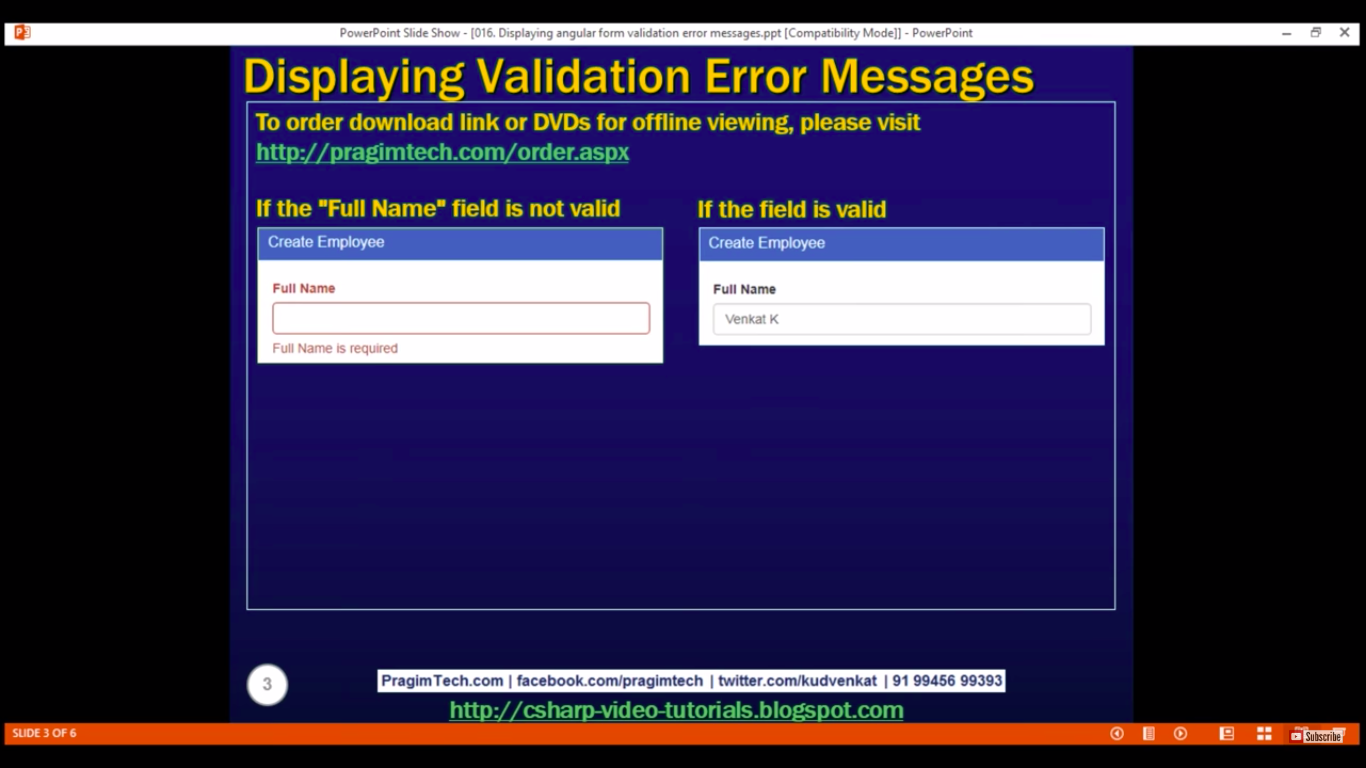 PowerPoint Slide Show - [016. Displaying angular form validation error messages.ppt [Compatibility Mode]] - PowerPoint
Displaying Validation Error Messages
To order download link or DVDs for offline viewing, please visit
http://pragimtech.com/order.aspx
If the "Full Name" field is not valid
Create Employee
Full Name
Full Name is required
If the field is valid
Create Employee
Full Name
Venkat K
3
PragimTech.com | facebook.com/pragimtech | twitter.com/kudvenkat | 91 99456 99393
http://csharp-video-tutorials.blogspot.com
SLIDE 3 OF 6
Subscribe